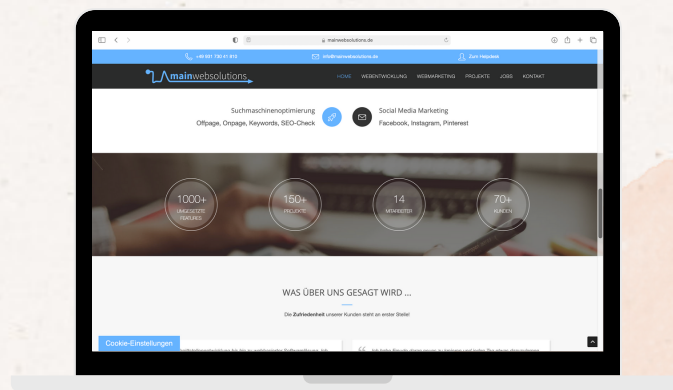 mainwebsolutions.de
+49 931 730 41 915
info@mainwebsolutions.de
Zum Helpdesk
mainwebsolutions
HOME WEBENTWICKLUNG WEBMARKETING PROJEKTE JOBS KONTAKT
Suchmaschinenoptimierung
Offpage, Onpage, Keywords, SEO-Check
Social Media Marketing
Facebook, Instagram, Pinterest
1000+
UMGESETZTE
FEATURES
150+
PROJEKTE
14
MITARBEITER
70+
KUNDEN
WAS ÜBER UNS GESAGT WIRD ...
Die Zufriedenheit unserer Kunden steht an erster Stelle!
Cookie-Einstellungen